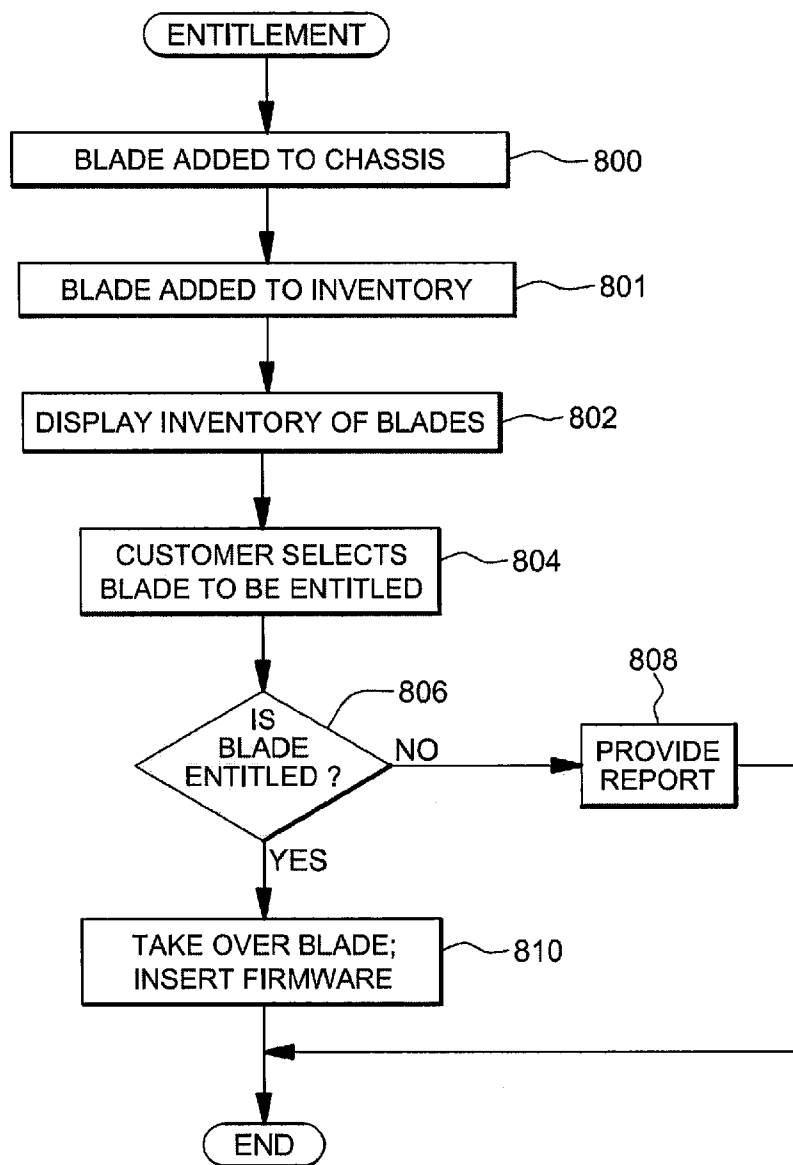 ENTITLEMENT
BLADE ADDED TO CHASSIS
800
BLADE ADDED TO INVENTORY
801
DISPLAY INVENTORY OF BLADES
802
CUSTOMER SELECTS
BLADE TO BE ENTITLED
804
IS
BLADE
ENTITLED ?
806
NO
808
PROVIDE
REPORT
YES
TAKE OVER BLADE;
INSERT FIRMWARE
810
END